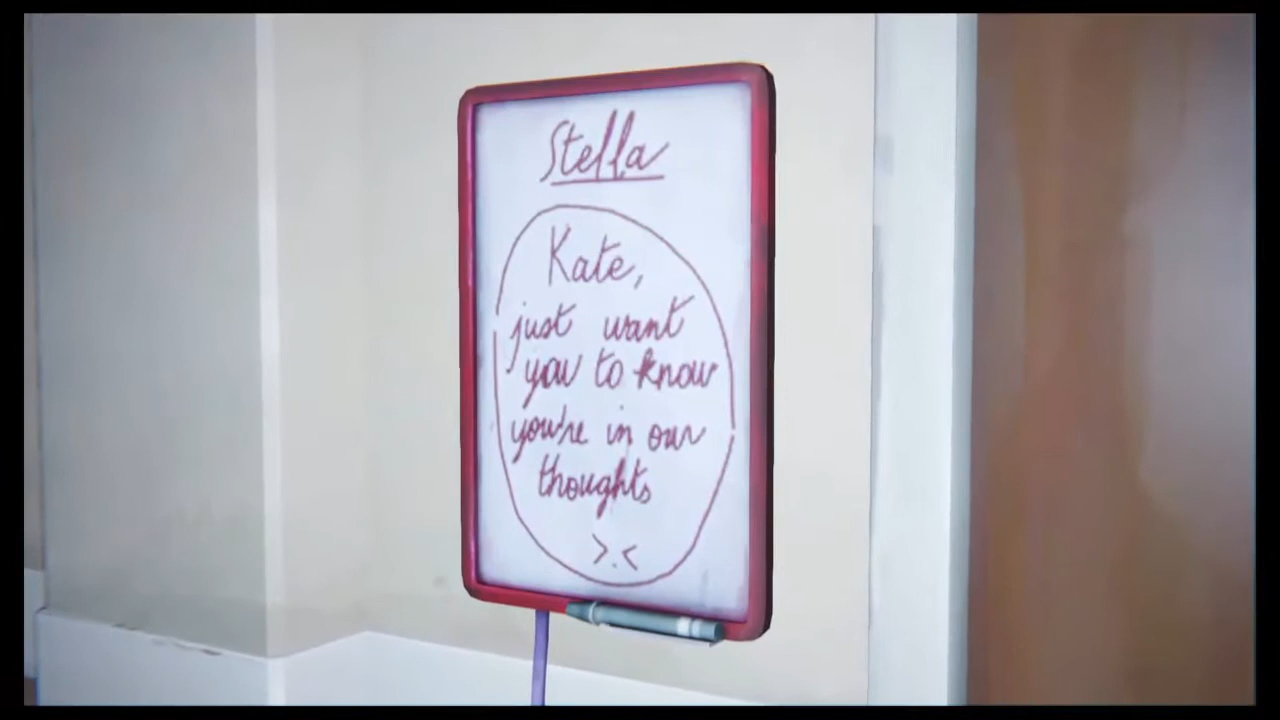 Stella
Kate,
just want
you to know
you're in our
thoughts
>.<